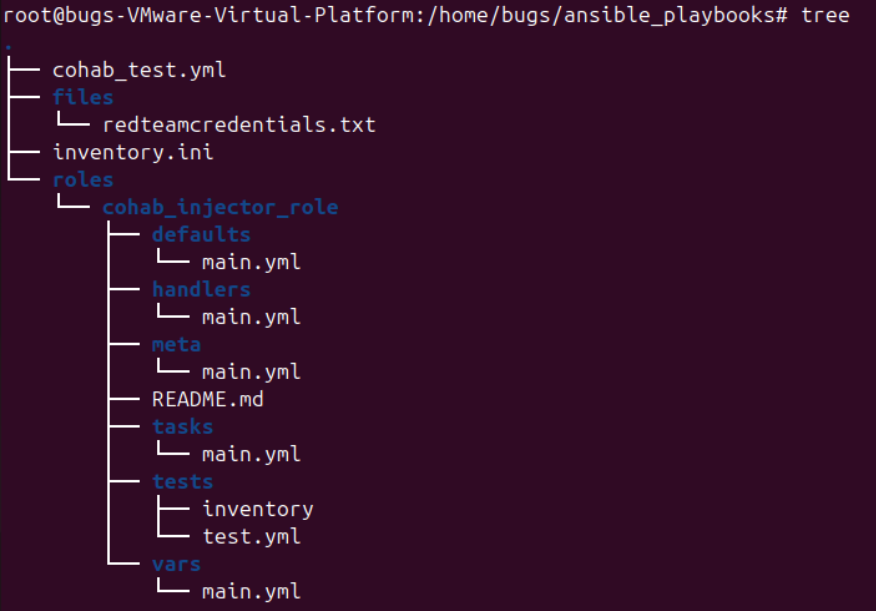 root@bugs-VMware-Virtual-Platform:/home/bugs/ansible_playbooks# tree
.
├── cohab_test.yml
├── files
│   └── redteamcredentials.txt
├── inventory.ini
└── roles
    └── cohab_injector_role
        ├── defaults
        │   └── main.yml
        ├── handlers
        │   └── main.yml
        ├── meta
        │   └── main.yml
        ├── README.md
        ├── tasks
        │   └── main.yml
        ├── tests
        │   ├── inventory
        │   └── test.yml
        └── vars
            └── main.yml